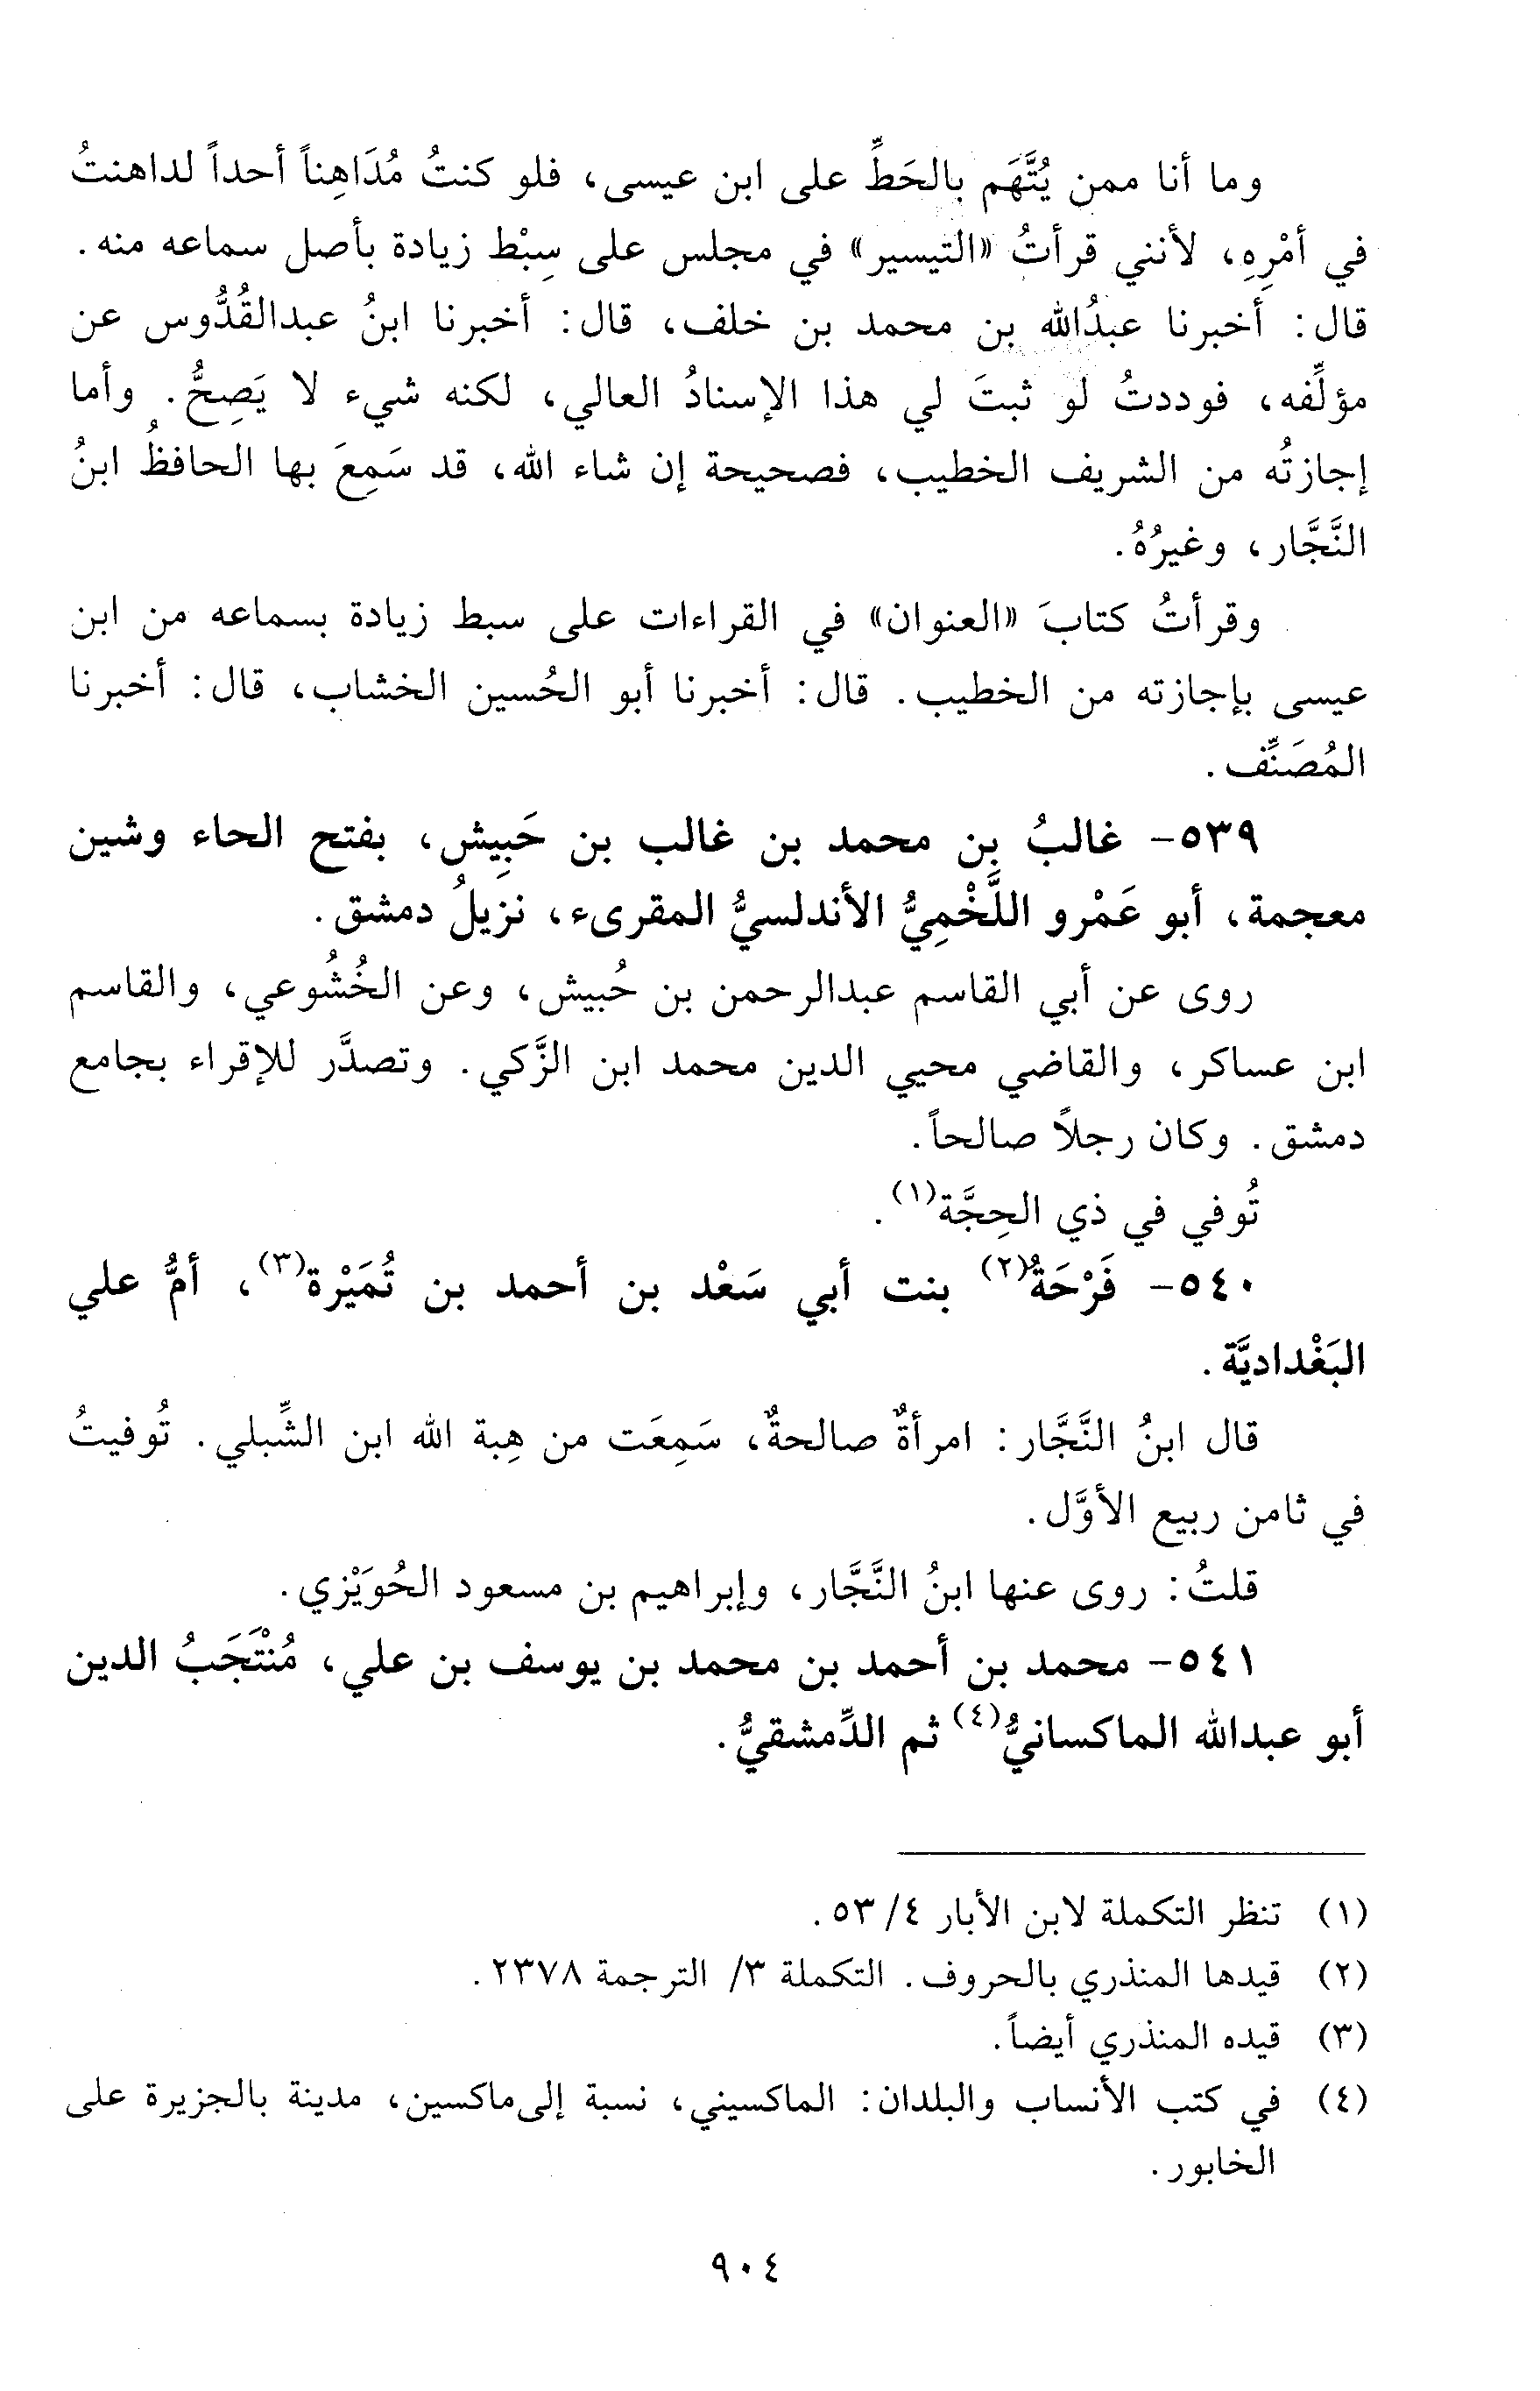 وما أنا ممن يُتَّهَم بالحَطِّ على ابن عيسى، فلو كنتُ مُدَاهِناً أحداً لداهنتُ
في أمْرِهِ، لأنني قرأتُ «التيسير» في مجلس على سِبْط زيادة بأصل سماعه منه.
قال: أخبرنا عبدُالله بن محمد بن خلف، قال: أخبرنا ابنُ عبدالقُدُّوس عن
مؤلِّفه، فوددتُ لو ثبتَ لي هذا الإسنادُ العالي، لكنه شيء لا يَصِحُّ. وأما
إجازتُه من الشريف الخطيب، فصحيحة إن شاء الله، قد سَمِعَ بها الحافظُ ابنُ
النَّجَّار، وغيرُهُ.
وقرأتُ كتابَ «العنوان» في القراءات على سبط زيادة بسماعه من ابن
عيسى بإجازته من الخطيب. قال: أخبرنا أبو الحُسين الخشاب، قال: أخبرنا
المُصَنِّف.
٥٣٩- غالبُ بن محمد بن غالب بن حَبِيش، بفتح الحاء وشين
معجمة، أبو عَمْرو اللَّخْمِيُّ الأندلسيُّ المقرىء، نزيلُ دمشق.
روى عن أبي القاسم عبدالرحمن بن حُبيش، وعن الخُشُوعي، والقاسم
ابن عساكر، والقاضي محيي الدين محمد ابن الزَّكي. وتصدَّر للإقراء بجامع
دمشق. وكان رجلاً صالحاً.
تُوفي في ذي الحِجَّة(١).
٥٤٠- فَرْحَةُ(٢) بنت أبي سَعْد بن أحمد بن تُمَيْرة(٣)، أمُّ علي
البَغْداديَّة.
قال ابنُ النَّجَّار: امرأةٌ صالحةٌ، سَمِعَت من هِبة الله ابن الشِّبلي. تُوفيتُ
في ثامن ربيع الأوَّل.
قلتُ: روى عنها ابنُ النَّجَّار، وإبراهيم بن مسعود الحُوَيْزي.
٥٤١- محمد بن أحمد بن محمد بن يوسف بن علي، مُنْتَجَبُ الدين
أبو عبدالله الماكسانيُّ(٤) ثم الدِّمشقيُّ.
(١) تنظر التكملة لابن الأبار ٤/ ٥٣.
(٢) قيدها المنذري بالحروف. التكملة ٣/ الترجمة ٢٣٧٨.
(٣) قيده المنذري أيضاً.
(٤) في كتب الأنساب والبلدان: الماكسيني، نسبة إلى ماكسين، مدينة بالجزيرة على
الخابور.
٩٠٤